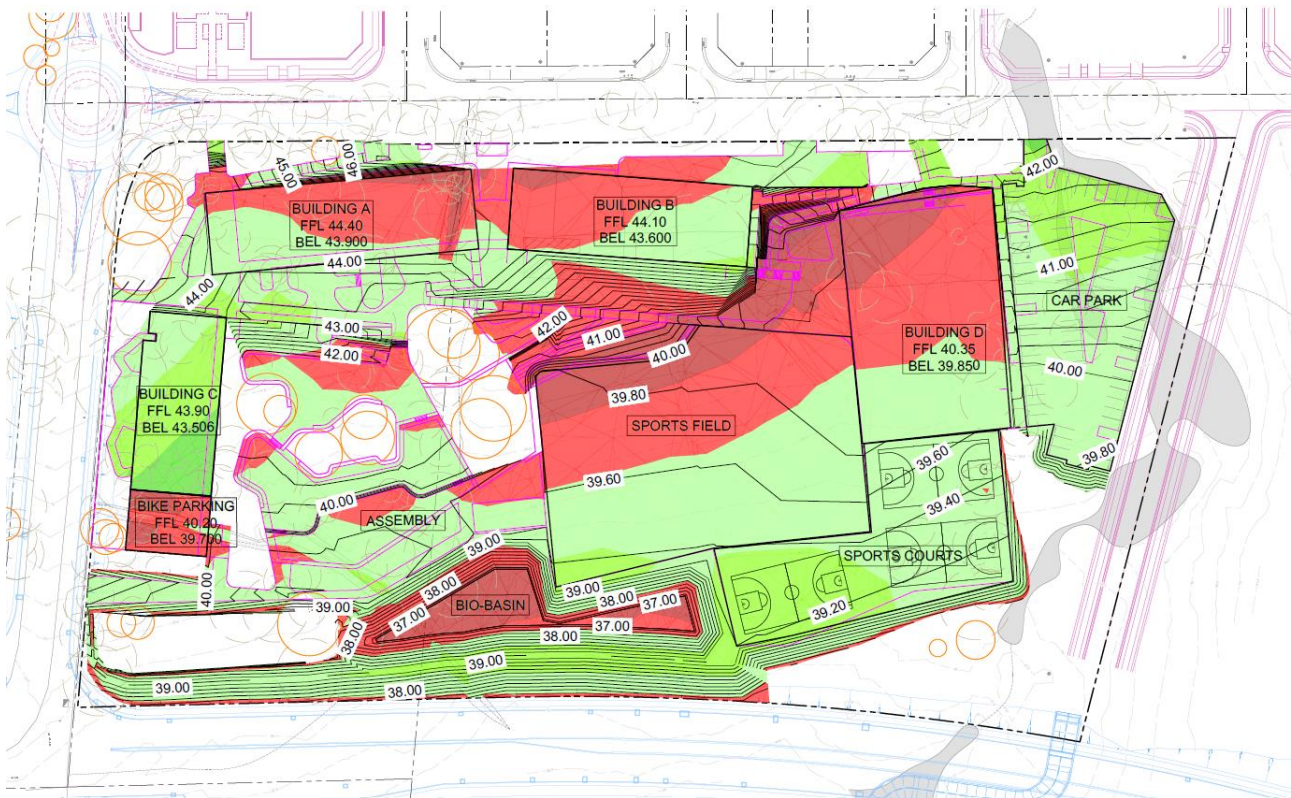 42.00
45.00
46.00
BUILDING A
FFL 44.40
BEL 43.900
BUILDING B
FFL 44.10
BEL 43.600
44.00
44.00
41.00
CAR PARK
43.00
42.00
42.00
41.00
40.00
BUILDING D
FFL 40.35
BEL 39.850
40.00
BUILDING C
FFL 43.90
BEL 43.506
39.80
SPORTS FIELD
39.60
39.80
39.60
39.40
BIKE PARKING
FFL 40.20
BEL 39.700
40.00
ASSEMBLY
39.00
SPORTS COURTS
40.00
38.00
39.00
38.00
37.00
39.20
39.00
37.00
BIO-BASIN
37.00
38.00
38.00
39.00
39.00
38.00